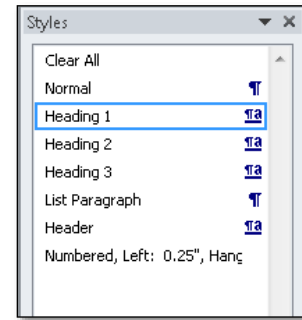 Styles
Clear All
Normal ¶
Heading 1 ¶a
Heading 2 ¶a
Heading 3 ¶a
List Paragraph ¶
Header ¶a
Numbered, Left: 0.25", Hang